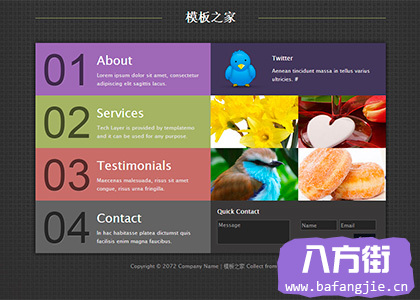 模板之家
01 About
Lorem ipsum dolor sit amet, consectetur
adipiscing elit sagittis lacus.
Twitter
Aenean tincidunt massa in tellus varius
ultricies. #
02 Services
Tech Layer is provided by templatemo
and it can be used for any purpose.
03 Testimonials
Maecenas malesuada, risus sit amet
congue, risus urna fringilla.
04 Contact
In hac habitasse platea dictumst quis
facilisis enim magna faucibus.
Quick Contact
Message
Name
Email
Copyright © 2072 Company Name | 模板之家 Collect from
八方街
www.bafangjie.cn